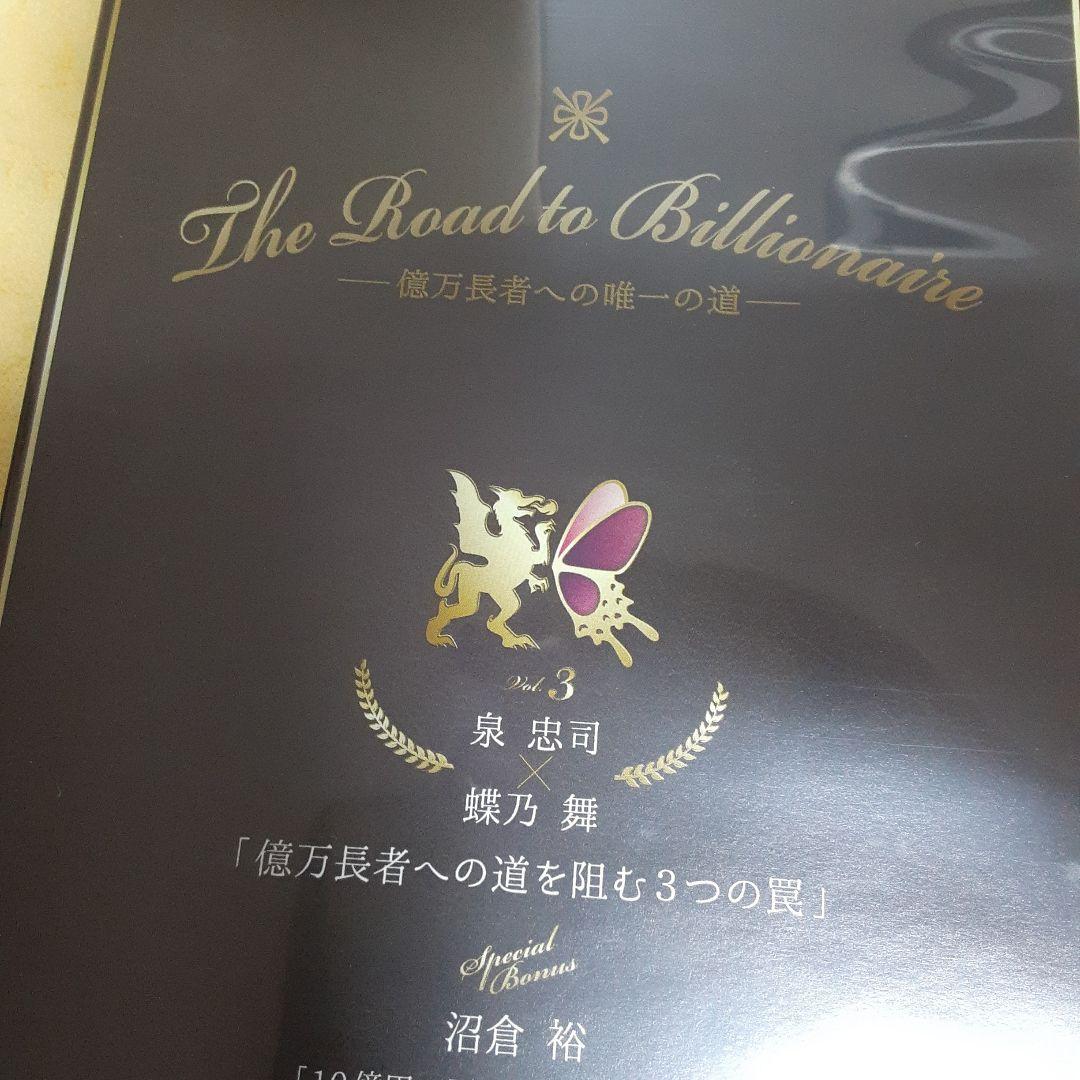 The Road to Billionaire
―億万長者への唯一の道―
Vol. 3
泉 忠司
×
蝶乃 舞
「億万長者への道を阻む3つの罠」
Special
Bonus
沼倉 裕